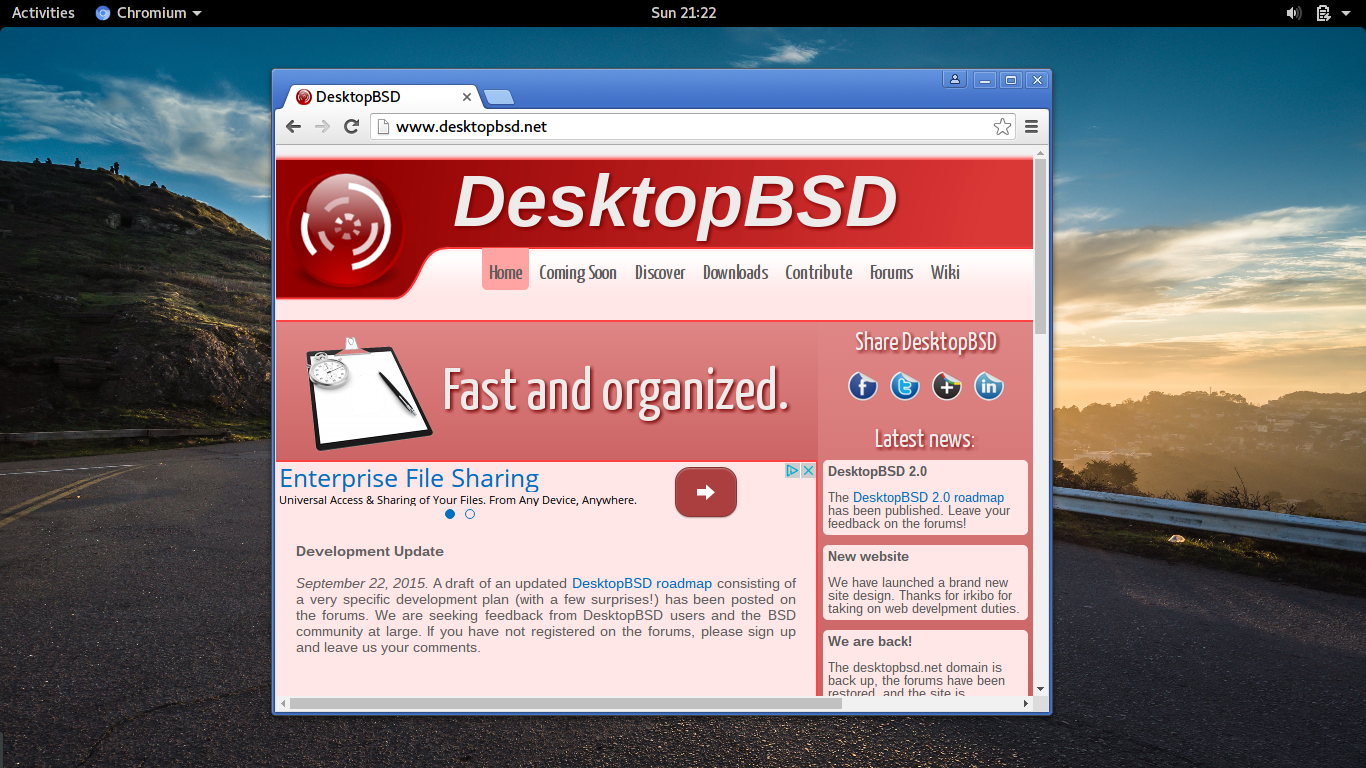 Activities Chromium Sun 21:22
DesktopBSD
www.desktopbsd.net
DesktopBSD
Home Coming Soon Discover Downloads Contribute Forums Wiki
Fast and organized.
Share DesktopBSD
Latest news:
Enterprise File Sharing
Universal Access & Sharing of Your Files. From Any Device, Anywhere.
Development Update
September 22, 2015. A draft of an updated DesktopBSD roadmap consisting of
a very specific development plan (with a few surprises!) has been posted on
the forums. We are seeking feedback from DesktopBSD users and the BSD
community at large. If you have not registered on the forums, please sign up
and leave us your comments.
DesktopBSD 2.0
The DesktopBSD 2.0 roadmap
has been published. Leave your
feedback on the forums!
New website
We have launched a brand new
site design. Thanks for irkibo for
taking on web develpment duties.
We are back!
The desktopbsd.net domain is
back up, the forums have been
restored, and the site is